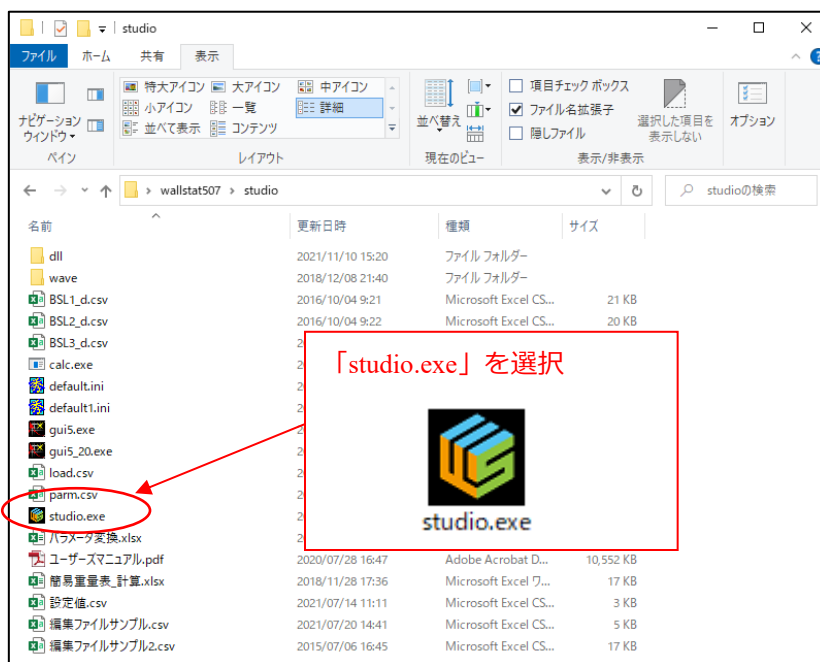 studio
ファイル ホーム 共有 表示
特大アイコン 大アイコン 中アイコン
小アイコン 一覧 詳細
並べて表示 コンテンツ
ナビゲーション
ウィンドウ
並べ替え
項目チェック ボックス
ファイル名拡張子
隠しファイル
選択した項目を
表示しない
オプション
ペイン レイアウト 現在のビュー 表示/非表示
wallstat507 studio studioの検索
名前 更新日時 種類 サイズ
dll 2021/11/10 15:20 ファイル フォルダー
wave 2018/12/08 21:40 ファイル フォルダー
BSL1_d.csv 2016/10/04 9:21 Microsoft Excel CS... 21 KB
BSL2_d.csv 2016/10/04 9:22 Microsoft Excel CS... 20 KB
BSL3_d.csv
calc.exe
default.ini
default1.ini
gui5.exe
gui5_20.exe
load.csv
parm.csv
studio.exe
「studio.exe」を選択
studio.exe
パラメータ変換.xlsx
ユーザーズマニュアル.pdf 2020/07/28 16:47 Adobe Acrobat D... 10,552 KB
簡易重量表_計算.xlsx 2018/11/28 17:36 Microsoft Excel ワ... 17 KB
設定値.csv 2021/07/14 11:11 Microsoft Excel CS... 3 KB
編集ファイルサンプル.csv 2021/07/20 14:41 Microsoft Excel CS... 5 KB
編集ファイルサンプル2.csv 2015/07/06 16:45 Microsoft Excel CS... 17 KB